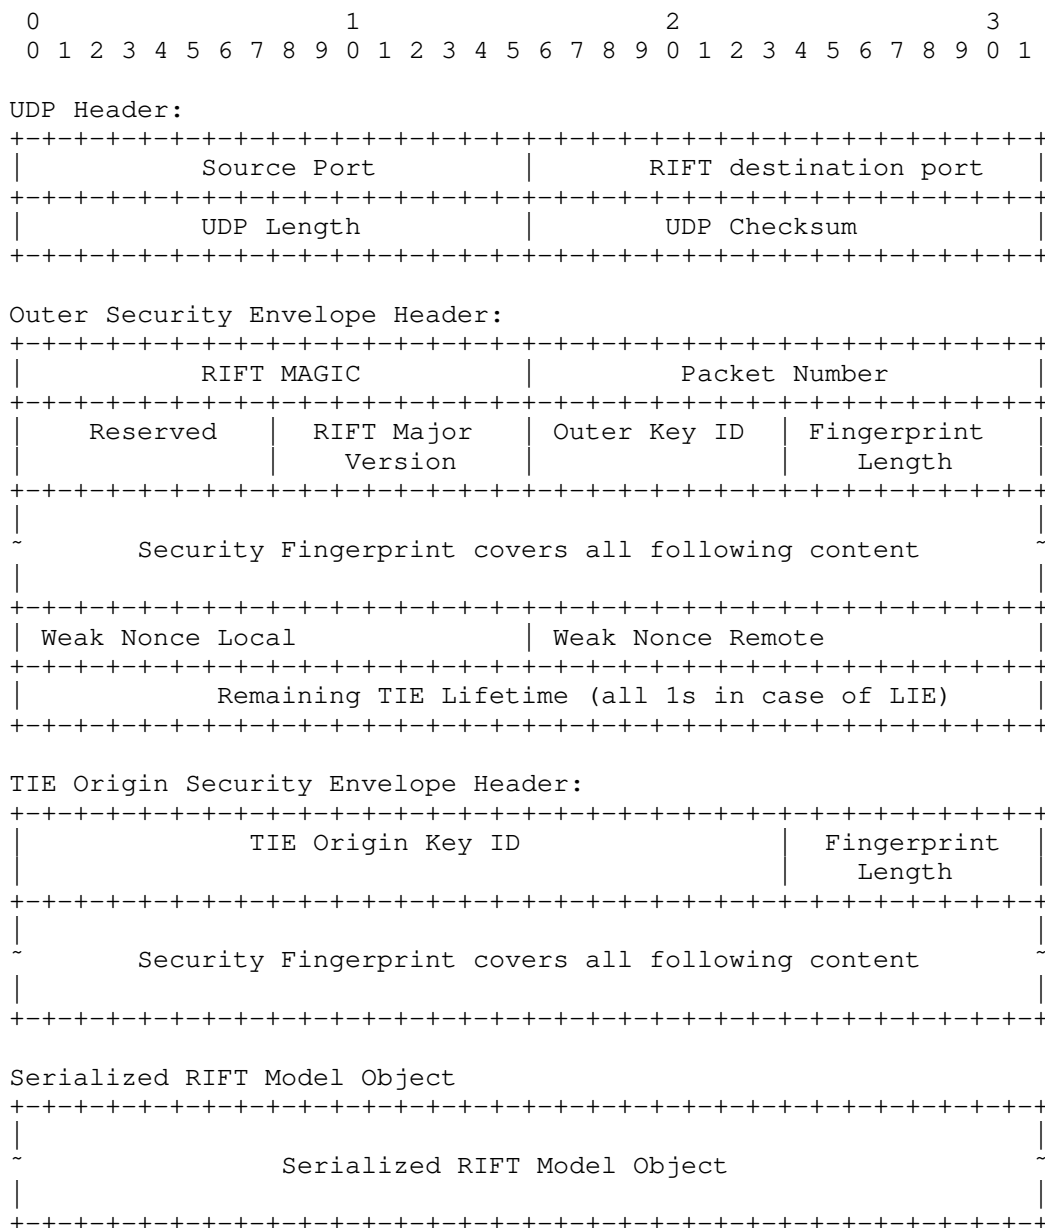 0                   1                   2                   3
 0 1 2 3 4 5 6 7 8 9 0 1 2 3 4 5 6 7 8 9 0 1 2 3 4 5 6 7 8 9 0 1

UDP Header:
+-+-+-+-+-+-+-+-+-+-+-+-+-+-+-+-+-+-+-+-+-+-+-+-+-+-+-+-+-+-+-+-+
|           Source Port         |       RIFT destination port   |
+-+-+-+-+-+-+-+-+-+-+-+-+-+-+-+-+-+-+-+-+-+-+-+-+-+-+-+-+-+-+-+-+
|           UDP Length          |        UDP Checksum           |
+-+-+-+-+-+-+-+-+-+-+-+-+-+-+-+-+-+-+-+-+-+-+-+-+-+-+-+-+-+-+-+-+

Outer Security Envelope Header:
+-+-+-+-+-+-+-+-+-+-+-+-+-+-+-+-+-+-+-+-+-+-+-+-+-+-+-+-+-+-+-+-+
|           RIFT MAGIC          |         Packet Number         |
+-+-+-+-+-+-+-+-+-+-+-+-+-+-+-+-+-+-+-+-+-+-+-+-+-+-+-+-+-+-+-+-+
|    Reserved   |  RIFT Major   | Outer Key ID  | Fingerprint   |
|               |    Version    |               |    Length     |
+-+-+-+-+-+-+-+-+-+-+-+-+-+-+-+-+-+-+-+-+-+-+-+-+-+-+-+-+-+-+-+-+
|                                                               |
~       Security Fingerprint covers all following content       ~
|                                                               |
+-+-+-+-+-+-+-+-+-+-+-+-+-+-+-+-+-+-+-+-+-+-+-+-+-+-+-+-+-+-+-+-+
| Weak Nonce Local              | Weak Nonce Remote             |
+-+-+-+-+-+-+-+-+-+-+-+-+-+-+-+-+-+-+-+-+-+-+-+-+-+-+-+-+-+-+-+-+
|            Remaining TIE Lifetime (all 1s in case of LIE)     |
+-+-+-+-+-+-+-+-+-+-+-+-+-+-+-+-+-+-+-+-+-+-+-+-+-+-+-+-+-+-+-+-+

TIE Origin Security Envelope Header:
+-+-+-+-+-+-+-+-+-+-+-+-+-+-+-+-+-+-+-+-+-+-+-+-+-+-+-+-+-+-+-+-+
|              TIE Origin Key ID                |  Fingerprint  |
|                                               |    Length     |
+-+-+-+-+-+-+-+-+-+-+-+-+-+-+-+-+-+-+-+-+-+-+-+-+-+-+-+-+-+-+-+-+
|                                                               |
~       Security Fingerprint covers all following content       ~
|                                                               |
+-+-+-+-+-+-+-+-+-+-+-+-+-+-+-+-+-+-+-+-+-+-+-+-+-+-+-+-+-+-+-+-+

Serialized RIFT Model Object
+-+-+-+-+-+-+-+-+-+-+-+-+-+-+-+-+-+-+-+-+-+-+-+-+-+-+-+-+-+-+-+-+
|                                                               |
~                Serialized RIFT Model Object                   ~
|                                                               |
+-+-+-+-+-+-+-+-+-+-+-+-+-+-+-+-+-+-+-+-+-+-+-+-+-+-+-+-+-+-+-+-+